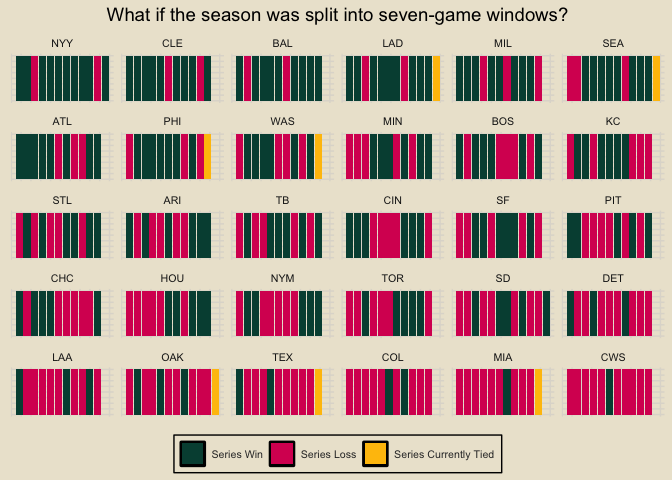 What if the season was split into seven-game windows?
NYY CLE BAL LAD MIL SEA
ATL PHI WAS MIN BOS KC
STL ARI TB CIN SF PIT
CHC HOU NYM TOR SD DET
LAA OAK TEX COL MIA CWS
Series Win Series Loss Series Currently Tied